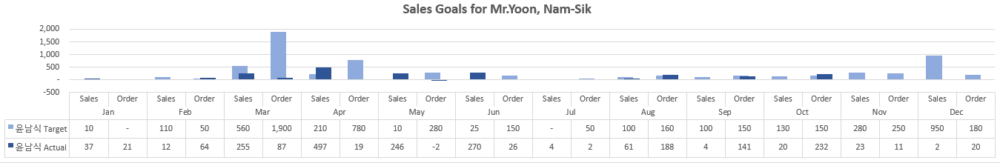 Sales Goals for Mr.Yoon, Nam-Sik
2,000
1,500
1,000
500
-
-500
Sales Order Sales Order Sales Order Sales Order Sales Order Sales Order Sales Order Sales Order Sales Order Sales Order Sales Order Sales Order
Jan Feb Mar Apr May Jun Jul Aug Sep Oct Nov Dec
윤남식 Target 10 - 110 50 560 1,900 210 780 10 280 25 150 - 50 100 160 100 150 130 150 280 250 950 180
윤남식 Actual 37 21 12 64 255 87 497 19 246 -2 270 26 4 2 61 188 4 141 20 232 23 11 2 20